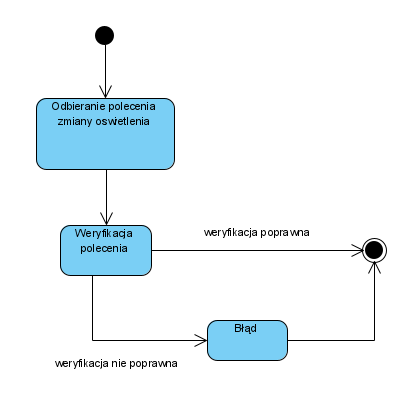 Odbieranie polecenia
zmiany oswietlenia
Weryfikacja
polecenia
weryfikacja poprawna
Błąd
weryfikacja nie poprawna